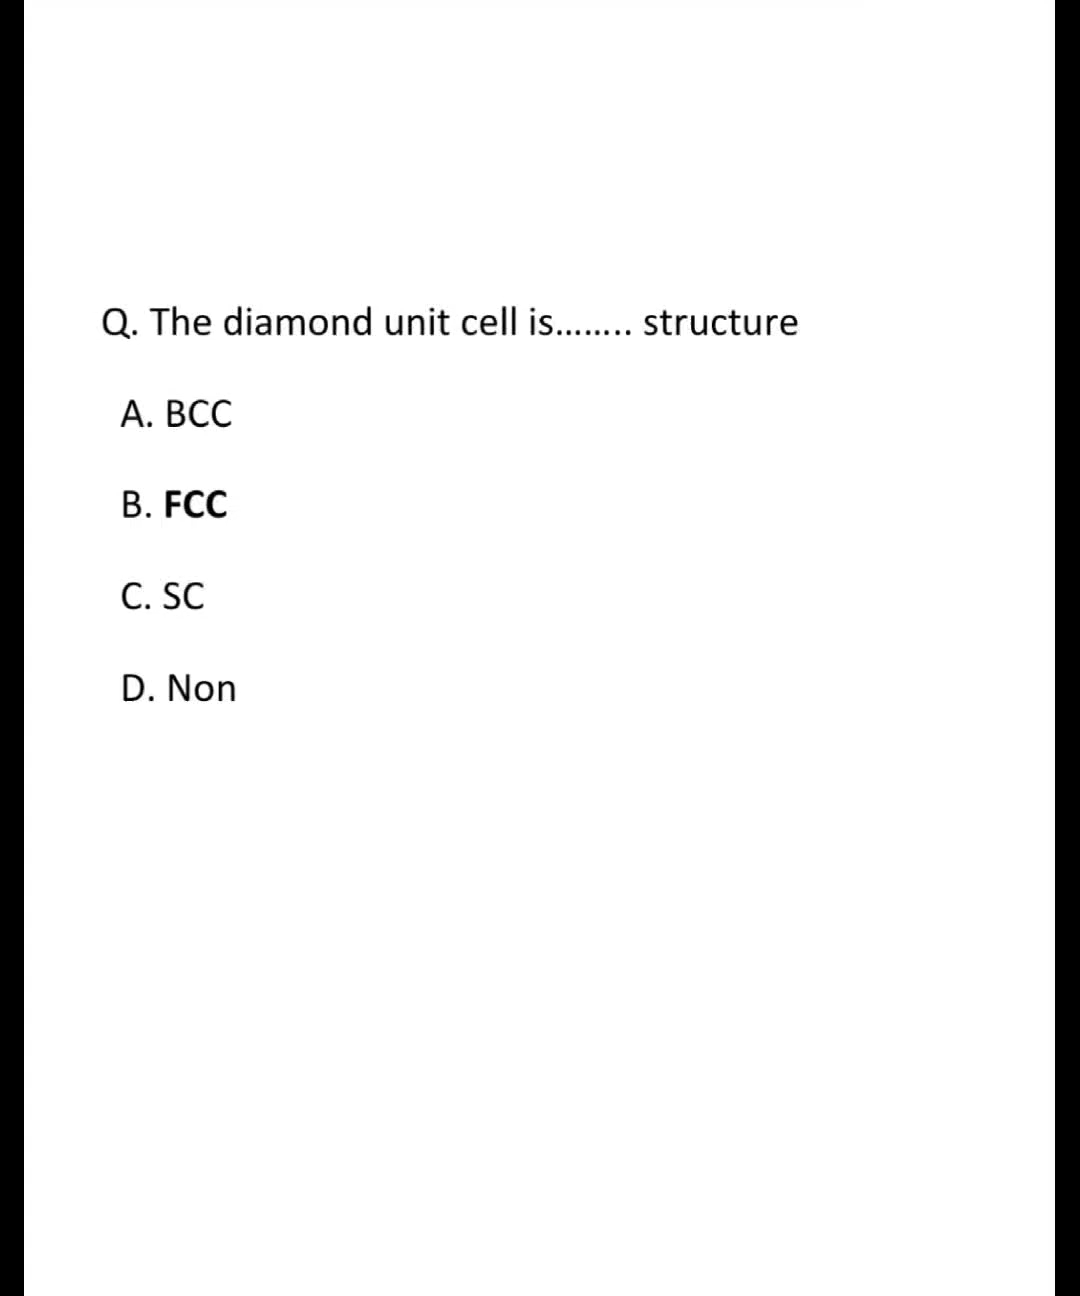 Q. The diamond unit cell is........ structure
A. BCC
B. FCC
C. SC
D. Non